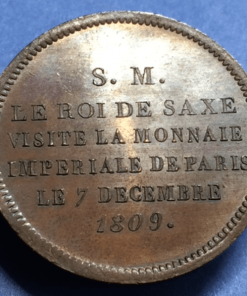 S. M.
LE ROI DE SAXE
VISITE LA MONNAIE
IMPERIALE DE PARIS
LE 7 DECEMBRE
1809.